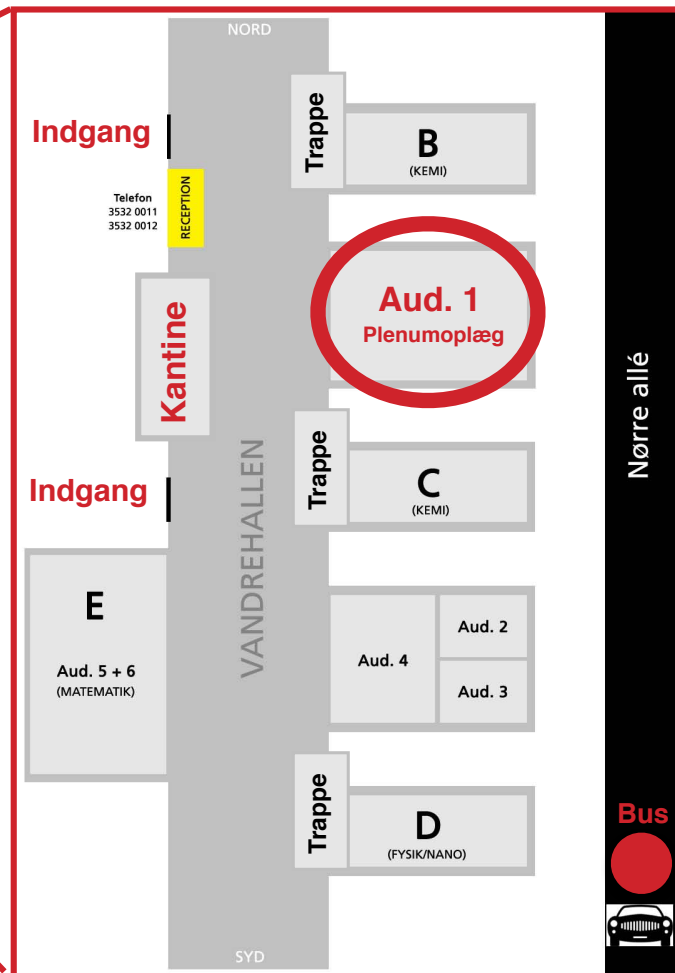 NORD
Indgang
Trappe
B
(KEMI)
Telefon
3532 0011
3532 0012
RECEPTION
Aud. 1
Plenumoplæg
Kantine
Nørre allé
Indgang
Trappe
C
(KEMI)
VANDREHALLEN
E
Aud. 5 + 6
(MATEMATIK)
Aud. 4
Aud. 2
Aud. 3
Trappe
D
(FYSIK/NANO)
Bus
SYD